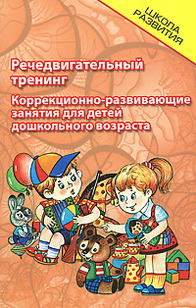 ШКОЛА
РАЗВИТИЯ
Речедвигательный
тренинг
Коррекционно-развивающие
занятия для детей
дошкольного возраста